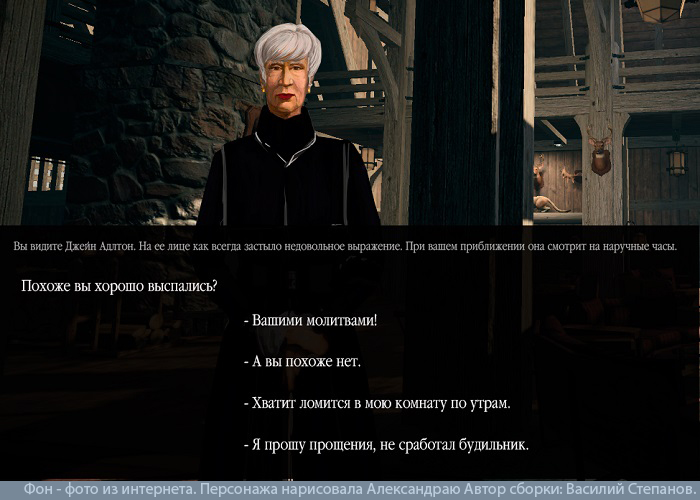 Вы видите Джейн Адлтон. На ее лице как всегда застыло недовольное выражение. При вашем приближении она смотрит на наручные часы.
Похоже вы хорошо выспались?
- Вашими молитвами!
- А вы похоже нет.
- Хватит ломится в мою комнату по утрам.
- Я прошу прощения, не сработал будильник.
Фон - фото из интернета. Персонажа нарисовала Александраю Автор сборки: Василий Степанов